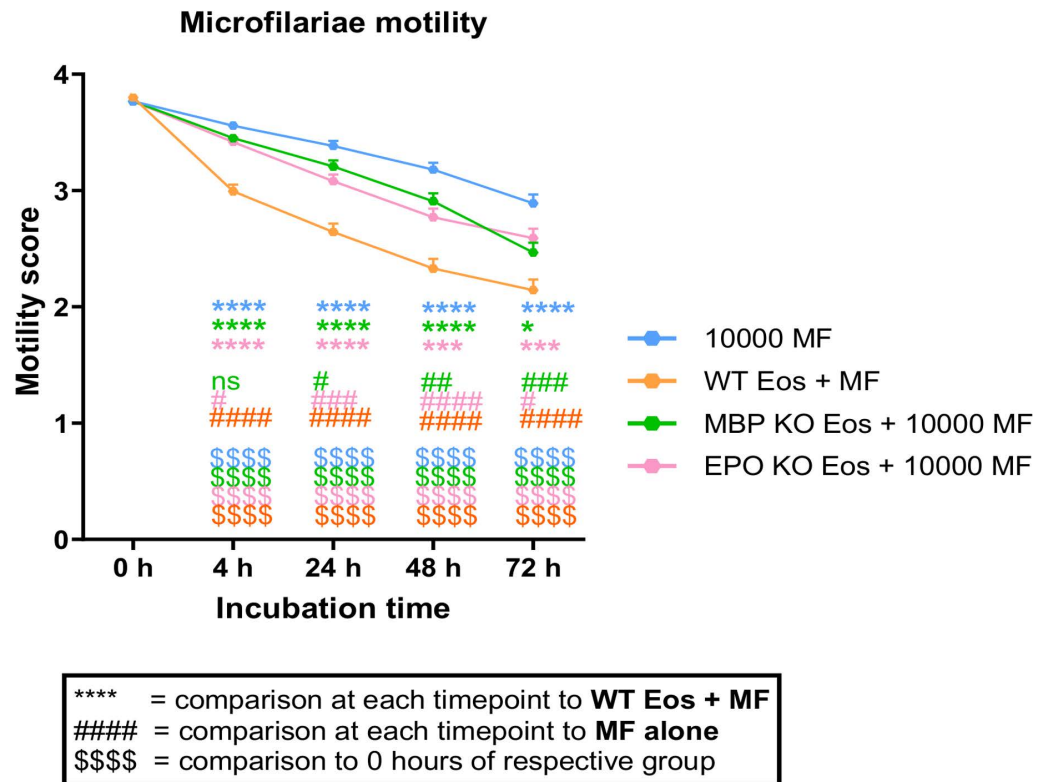 Microfilariae motility
Motility score
4
3
2
1
0
**** **** **** ****
**** **** **** *
**** **** *** ***
ns # ## ###
# ### #### #
#### #### #### ####
$$$$ $$$$ $$$$ $$$$
$$$$ $$$$ $$$$ $$$$
$$$$ $$$$ $$$$ $$$$
$$$$ $$$$ $$$$ $$$$
0 h 4 h 24 h 48 h 72 h
Incubation time
10000 MF
WT Eos + MF
MBP KO Eos + 10000 MF
EPO KO Eos + 10000 MF
**** = comparison at each timepoint to WT Eos + MF
#### = comparison at each timepoint to MF alone
$$$$ = comparison to 0 hours of respective group